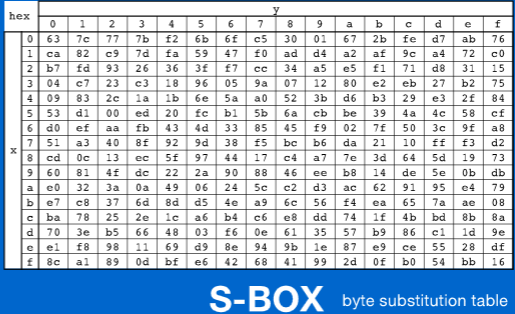 hex y
0 1 2 3 4 5 6 7 8 9 a b c d e f
0 63 7c 77 7b f2 6b 6f c5 30 01 67 2b fe d7 ab 76
1 ca 82 c9 7d fa 59 47 f0 ad d4 a2 af 9c a4 72 c0
2 b7 fd 93 26 36 3f f7 cc 34 a5 e5 f1 71 d8 31 15
3 04 c7 23 c3 18 96 05 9a 07 12 80 e2 eb 27 b2 75
4 09 83 2c 1a 1b 6e 5a a0 52 3b d6 b3 29 e3 2f 84
5 53 d1 00 ed 20 fc b1 5b 6a cb be 39 4a 4c 58 cf
6 d0 ef aa fb 43 4d 33 85 45 f9 02 7f 50 3c 9f a8
x 7 51 a3 40 8f 92 9d 38 f5 bc b6 da 21 10 ff f3 d2
8 cd 0c 13 ec 5f 97 44 17 c4 a7 7e 3d 64 5d 19 73
9 60 81 4f dc 22 2a 90 88 46 ee b8 14 de 5e 0b db
a e0 32 3a 0a 49 06 24 5c c2 d3 ac 62 91 95 e4 79
b e7 c8 37 6d 8d d5 4e a9 6c 56 f4 ea 65 7a ae 08
c ba 78 25 2e 1c a6 b4 c6 e8 dd 74 1f 4b bd 8b 8a
d 70 3e b5 66 48 03 f6 0e 61 35 57 b9 86 c1 1d 9e
e e1 f8 98 11 69 d9 8e 94 9b 1e 87 e9 ce 55 28 df
f 8c a1 89 0d bf e6 42 68 41 99 2d 0f b0 54 bb 16
S-BOX byte substitution table